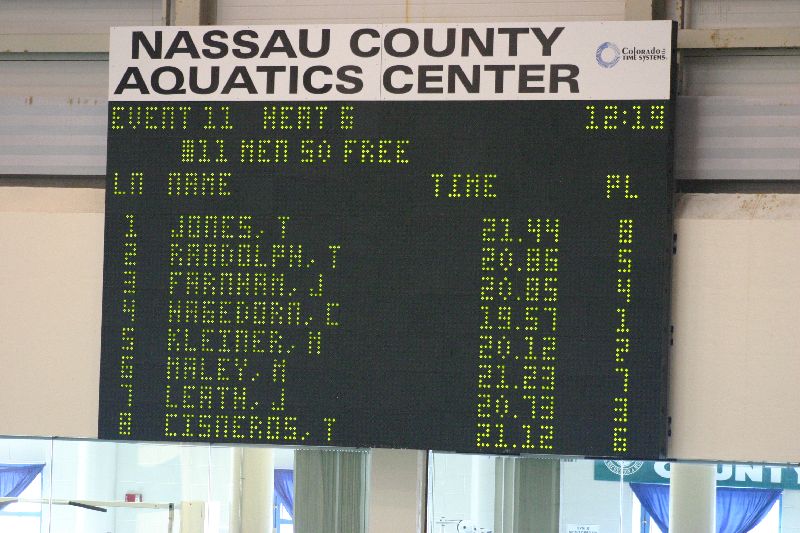 NASSAU COUNTY
AQUATICS CENTER
Colorado
TIME SYSTEMS
EVENT 11 HEAT 8 12:19
#11 MEN 50 FREE
LN NAME TIME PL
1 JONES, T 21.44 8
2 RANDOLPH, T 20.86 5
3 FARNHAM, J 20.85 4
4 HAGEDORN, C 19.57 1
5 KLEINER, M 20.12 2
6 MALEY, M 21.23 7
7 LEATH, J 20.73 3
8 CISNEROS, T 21.12 6
COUNTY